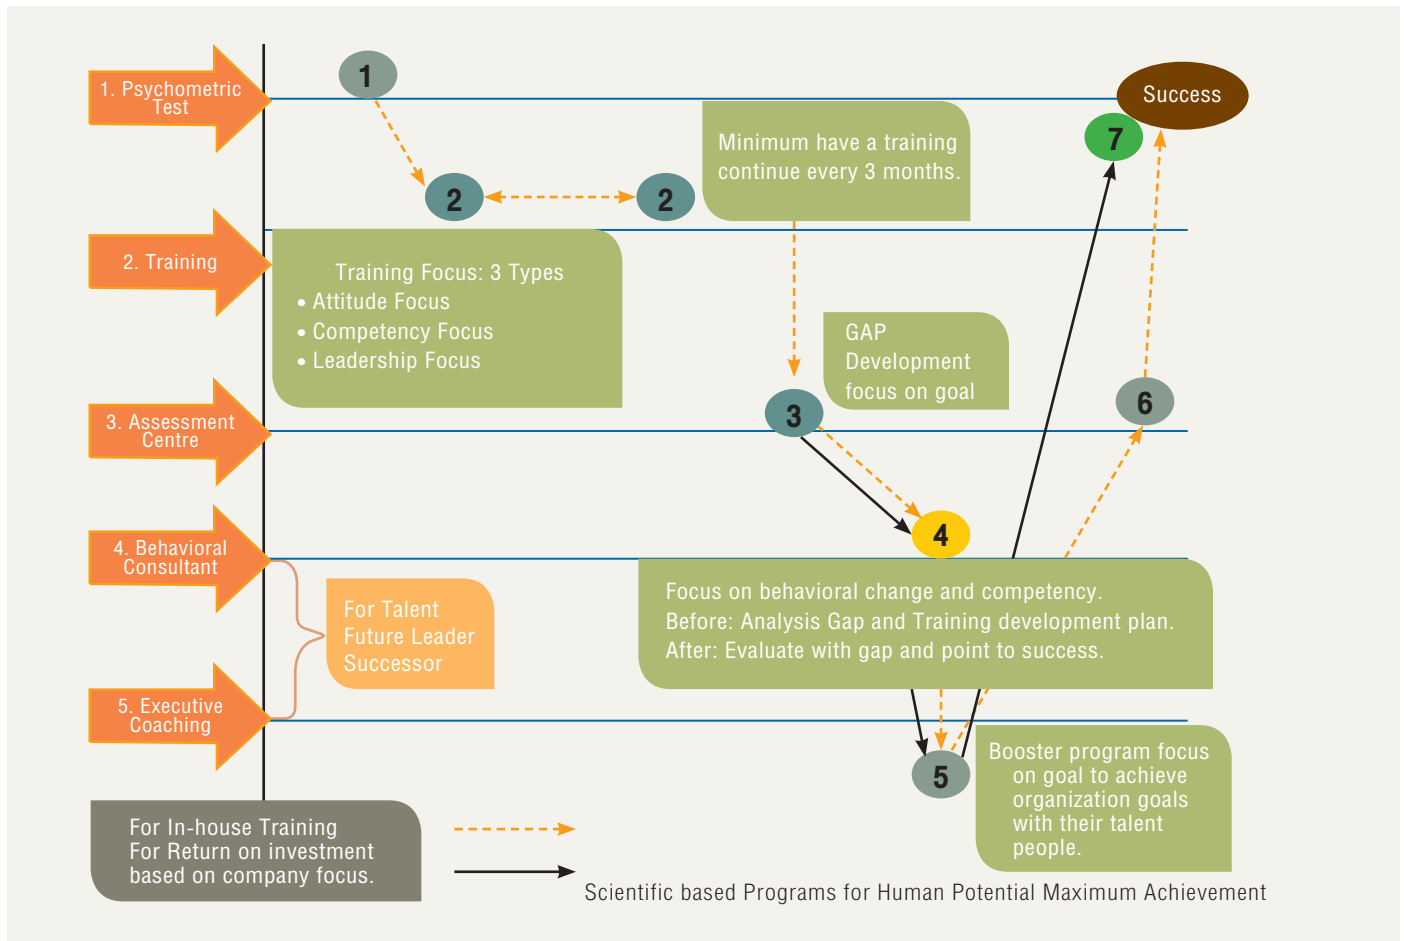 1. Psychometric
Test
1
Success
7
Minimum have a training
continue every 3 months.
2
2
2. Training
Training Focus: 3 Types
• Attitude Focus
• Competency Focus
• Leadership Focus
GAP
Development
focus on goal
3
6
3. Assessment
Centre
4
4. Behavioral
Consultant
For Talent
Future Leader
Successor
Focus on behavioral change and competency.
Before: Analysis Gap and Training development plan.
After: Evaluate with gap and point to success.
5. Executive
Coaching
5
Booster program focus
on goal to achieve
organization goals
with their talent
people.
For In-house Training
For Return on investment
based on company focus.
Scientific based Programs for Human Potential Maximum Achievement